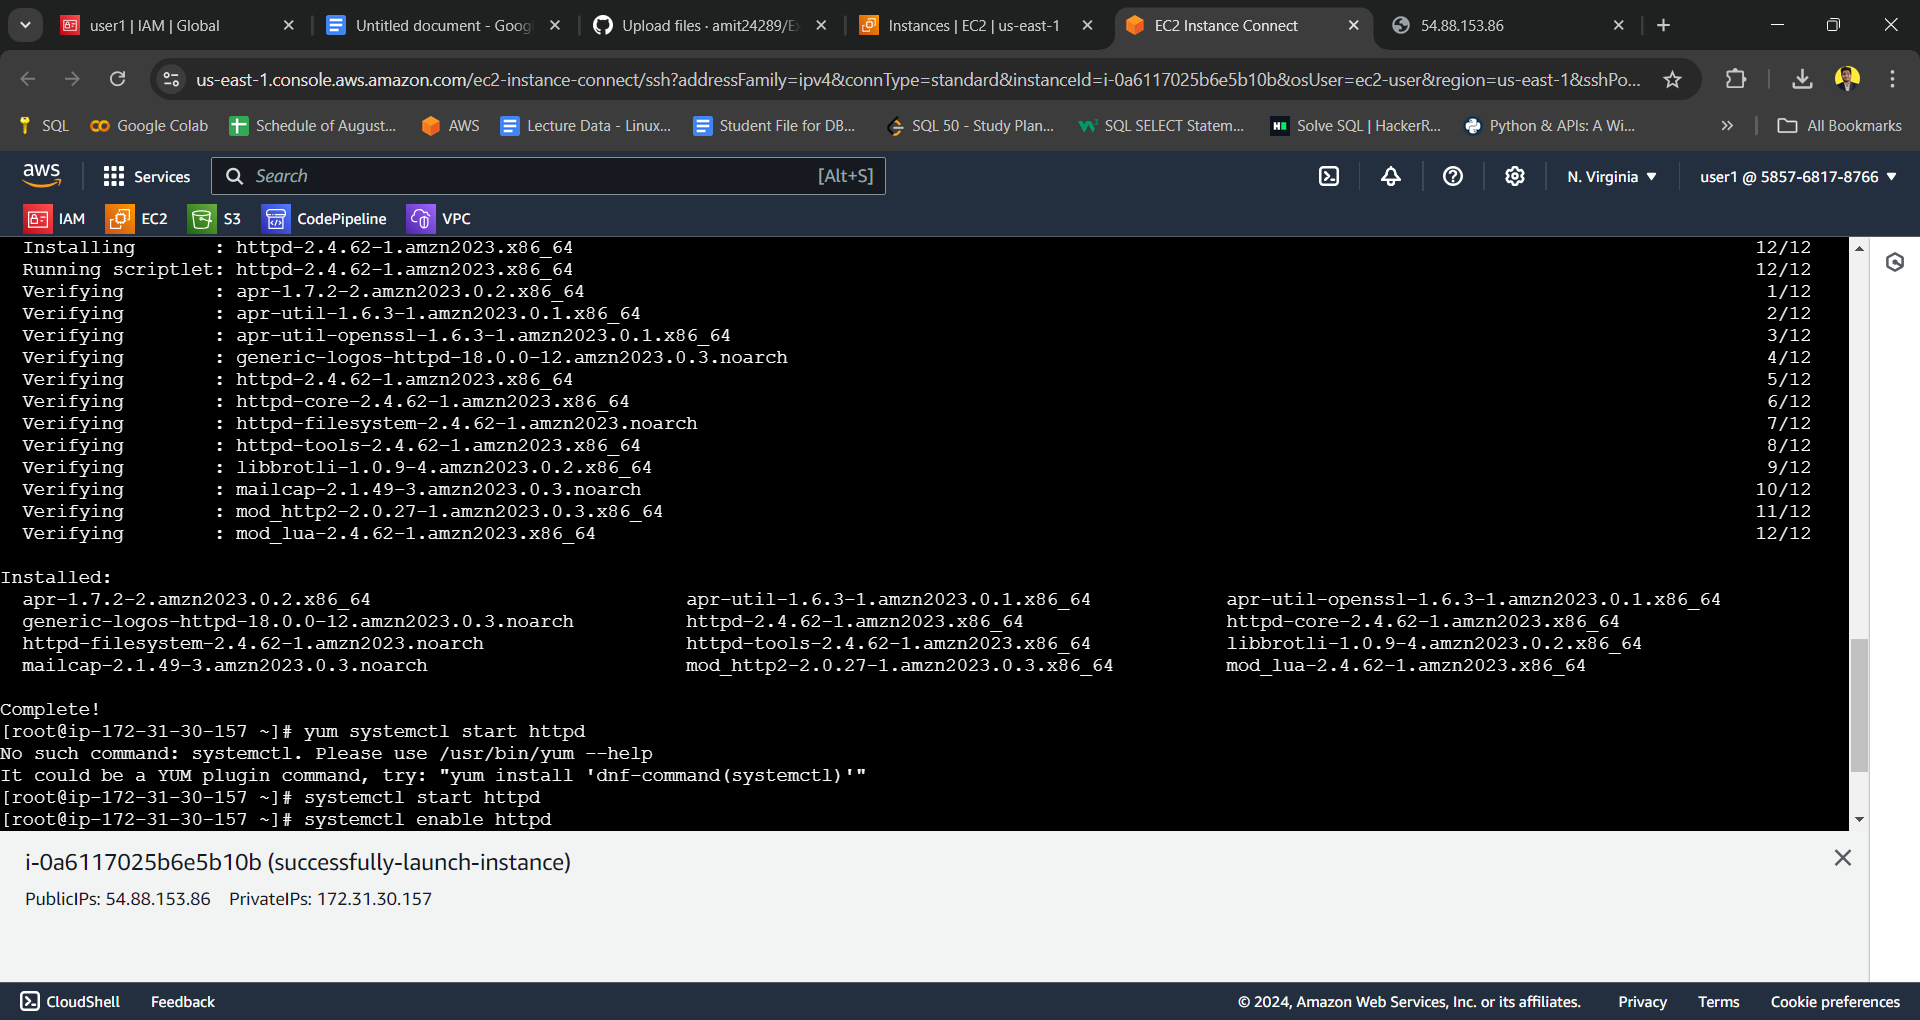 user1 | IAM | Global
Untitled document - Goog
Upload files · amit24289/E
Instances | EC2 | us-east-1
EC2 Instance Connect
54.88.153.86
us-east-1.console.aws.amazon.com/ec2-instance-connect/ssh?addressFamily=ipv4&connType=standard&instanceId=i-0a6117025b6e5b10b&osUser=ec2-user&region=us-east-1&sshPo...
SQL
Google Colab
Schedule of August...
AWS
Lecture Data - Linux...
Student File for DB...
SQL 50 - Study Plan...
SQL SELECT Statem...
Solve SQL | HackerR...
Python & APIs: A Wi...
All Bookmarks
aws
Services
Search
[Alt+S]
N. Virginia
user1 @ 5857-6817-8766
IAM
EC2
S3
CodePipeline
VPC
Installing : httpd-2.4.62-1.amzn2023.x86_64 12/12
Running scriptlet: httpd-2.4.62-1.amzn2023.x86_64 12/12
Verifying : apr-1.7.2-2.amzn2023.0.2.x86_64 1/12
Verifying : apr-util-1.6.3-1.amzn2023.0.1.x86_64 2/12
Verifying : apr-util-openssl-1.6.3-1.amzn2023.0.1.x86_64 3/12
Verifying : generic-logos-httpd-18.0.0-12.amzn2023.0.3.noarch 4/12
Verifying : httpd-2.4.62-1.amzn2023.x86_64 5/12
Verifying : httpd-core-2.4.62-1.amzn2023.x86_64 6/12
Verifying : httpd-filesystem-2.4.62-1.amzn2023.noarch 7/12
Verifying : httpd-tools-2.4.62-1.amzn2023.x86_64 8/12
Verifying : libbrotli-1.0.9-4.amzn2023.0.2.x86_64 9/12
Verifying : mailcap-2.1.49-3.amzn2023.0.3.noarch 10/12
Verifying : mod_http2-2.0.27-1.amzn2023.0.3.x86_64 11/12
Verifying : mod_lua-2.4.62-1.amzn2023.x86_64 12/12
Installed:
apr-1.7.2-2.amzn2023.0.2.x86_64 apr-util-1.6.3-1.amzn2023.0.1.x86_64 apr-util-openssl-1.6.3-1.amzn2023.0.1.x86_64
generic-logos-httpd-18.0.0-12.amzn2023.0.3.noarch httpd-2.4.62-1.amzn2023.x86_64 httpd-core-2.4.62-1.amzn2023.x86_64
httpd-filesystem-2.4.62-1.amzn2023.noarch httpd-tools-2.4.62-1.amzn2023.x86_64 libbrotli-1.0.9-4.amzn2023.0.2.x86_64
mailcap-2.1.49-3.amzn2023.0.3.noarch mod_http2-2.0.27-1.amzn2023.0.3.x86_64 mod_lua-2.4.62-1.amzn2023.x86_64
Complete!
[root@ip-172-31-30-157 ~]# yum systemctl start httpd
No such command: systemctl. Please use /usr/bin/yum --help
It could be a YUM plugin command, try: "yum install 'dnf-command(systemctl)'"
[root@ip-172-31-30-157 ~]# systemctl start httpd
[root@ip-172-31-30-157 ~]# systemctl enable httpd
i-0a6117025b6e5b10b (successfully-launch-instance)
PublicIPs: 54.88.153.86 PrivateIPs: 172.31.30.157
CloudShell
Feedback
© 2024, Amazon Web Services, Inc. or its affiliates.
Privacy
Terms
Cookie preferences